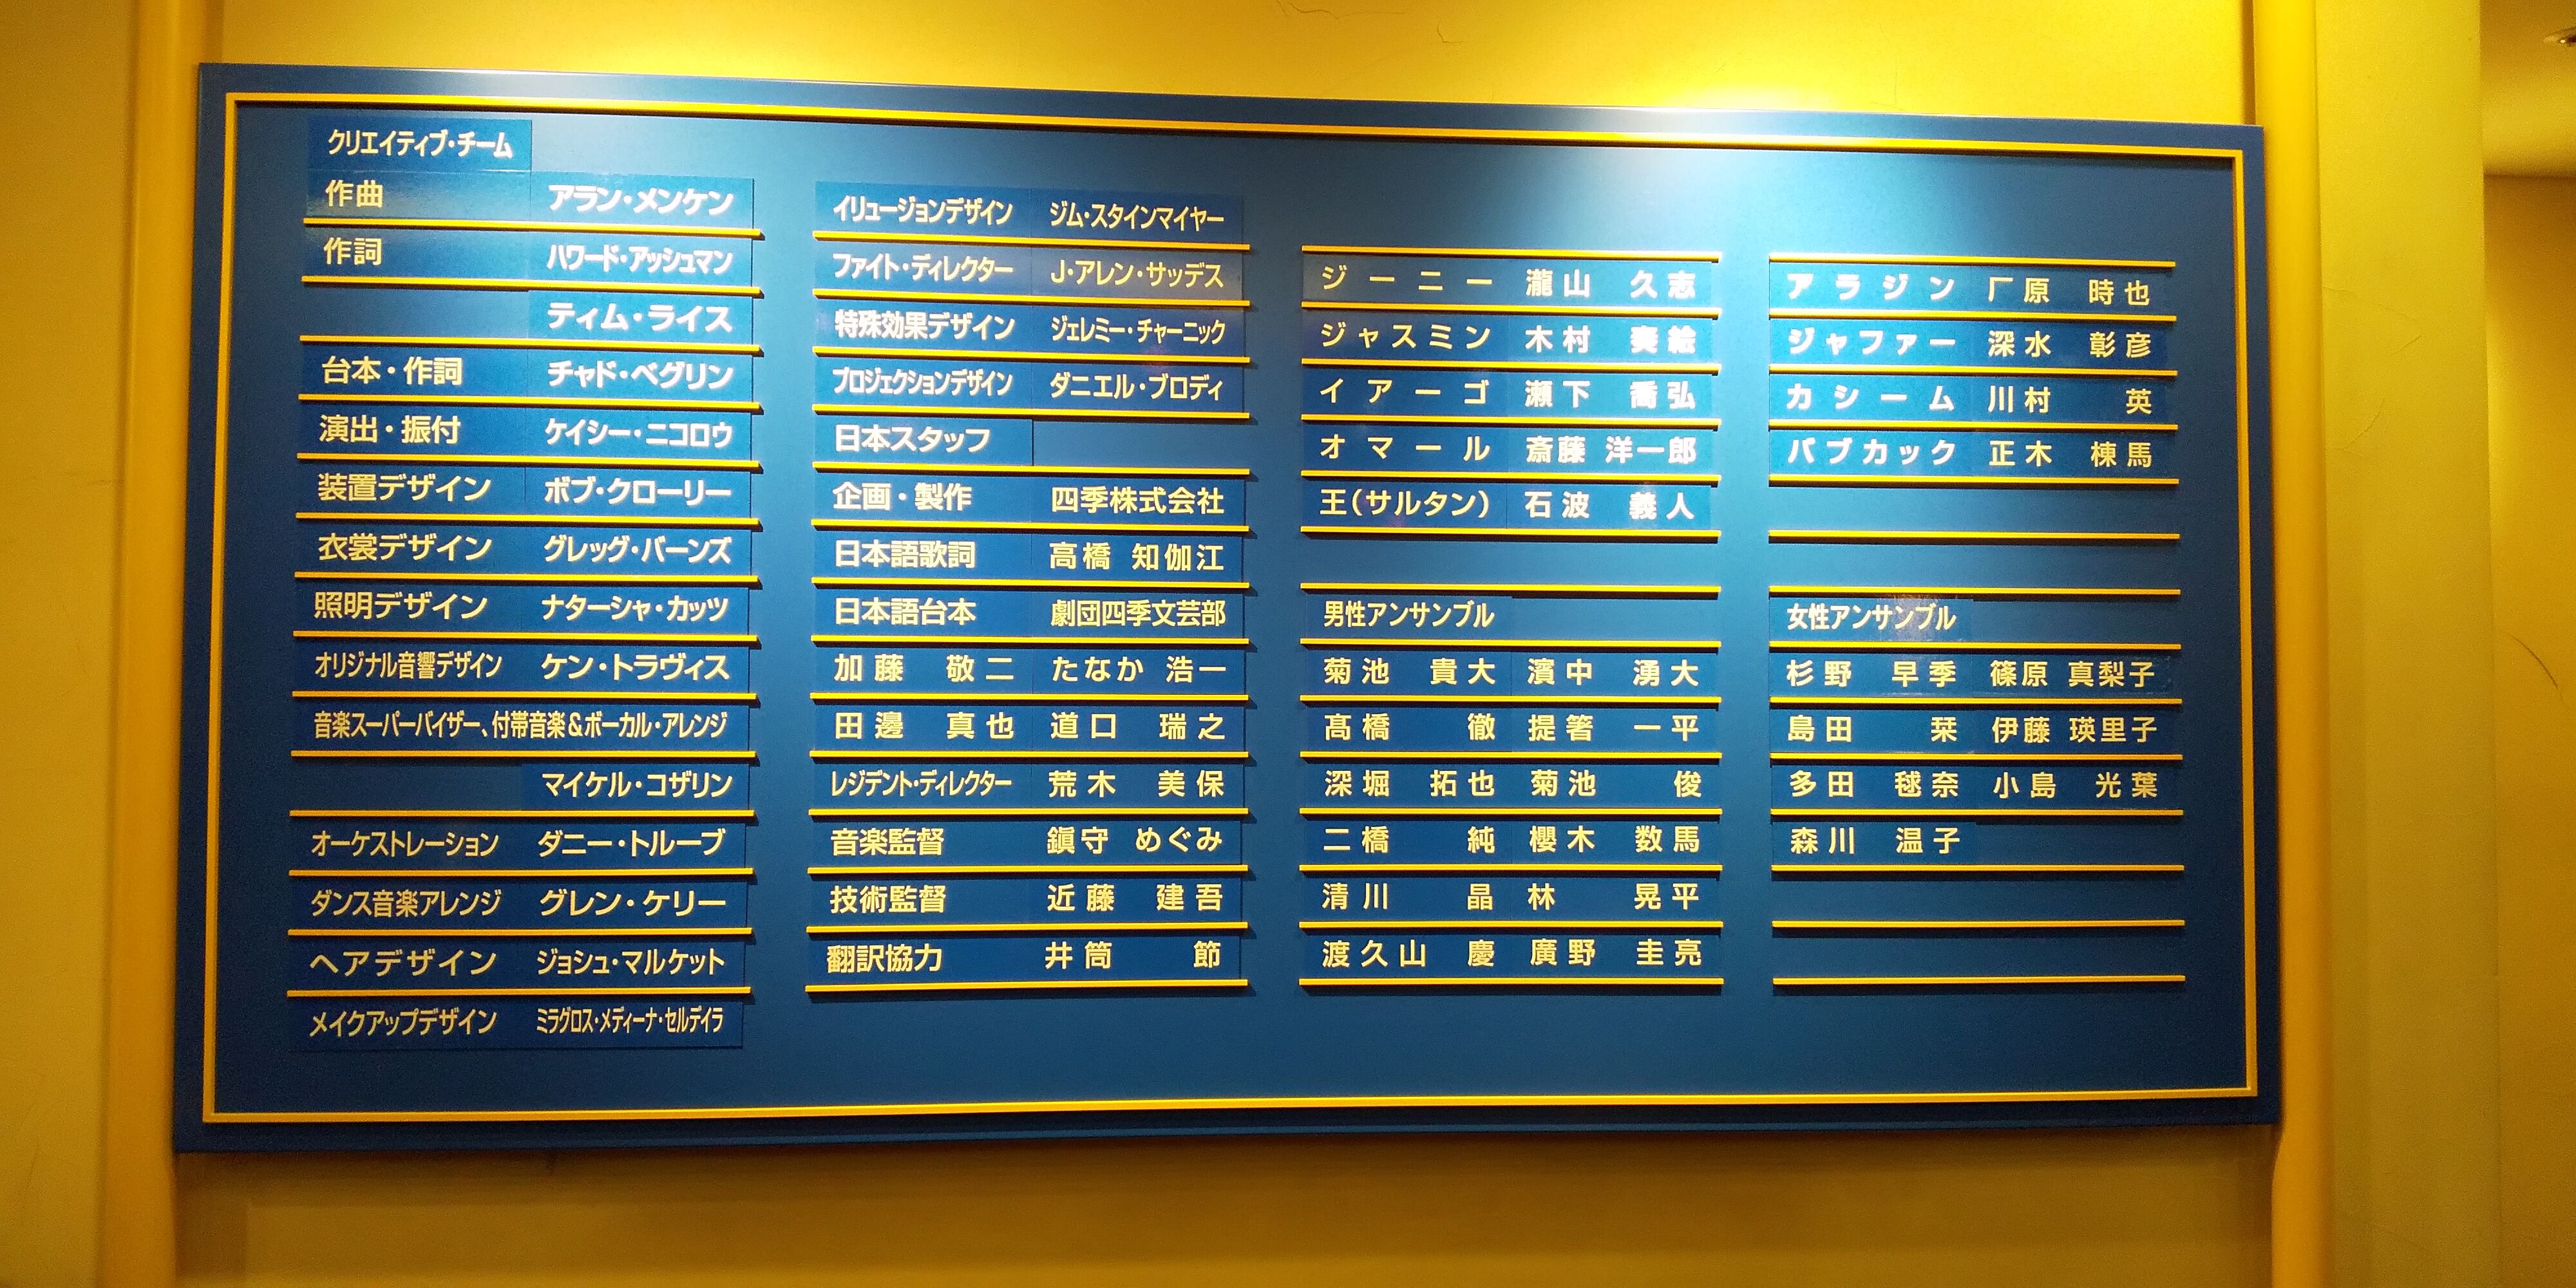 クリエイティブ・チーム
作曲 アラン・メンケン
作詞 ハワード・アッシュマン
ティム・ライス
台本・作詞 チャド・ベグリン
演出・振付 ケイシー・ニコロウ
装置デザイン ボブ・クローリー
衣裳デザイン グレッグ・バーンズ
照明デザイン ナターシャ・カッツ
オリジナル音響デザイン ケン・トラヴィス
音楽スーパーバイザー、付帯音楽&ボーカル・アレンジ
マイケル・コザリン
オーケストレーション ダニー・トルーブ
ダンス音楽アレンジ グレン・ケリー
ヘアデザイン ジョシュ・マルケット
メイクアップデザイン ミラグロス・メディーナ・セルデイラ
イリュージョンデザイン ジム・スタインマイヤー
ファイト・ディレクター J・アレン・サッデス
特殊効果デザイン ジェレミー・チャーニック
プロジェクションデザイン ダニエル・ブロディ
日本スタッフ
企画・製作 四季株式会社
日本語歌詞 高橋 知伽江
日本語台本 劇団四季文芸部
加藤 敬二 たなか 浩一
田邊 真也 道口 瑞之
レジデント・ディレクター 荒木 美保
音楽監督 鎭守 めぐみ
技術監督 近藤 建吾
翻訳協力 井筒 節
ジーニー 瀧山 久志
ジャスミン 木村 奏絵
イアーゴ 瀬下 喬弘
オマール 斎藤 洋一郎
王(サルタン) 石波 義人
男性アンサンブル
菊池 貴大 濱中 湧大
髙橋 徹 提箸 一平
深堀 拓也 菊池 俊
二橋 純 櫻木 数馬
清川 晶 林 晃平
渡久山 慶 廣野 圭亮
アラジン 厂原 時也
ジャファー 深水 彰彦
カシーム 川村 英
バブカック 正木 棟馬
女性アンサンブル
杉野 早季 篠原 真梨子
島田 栞 伊藤 瑛里子
多田 毬奈 小島 光葉
森川 温子